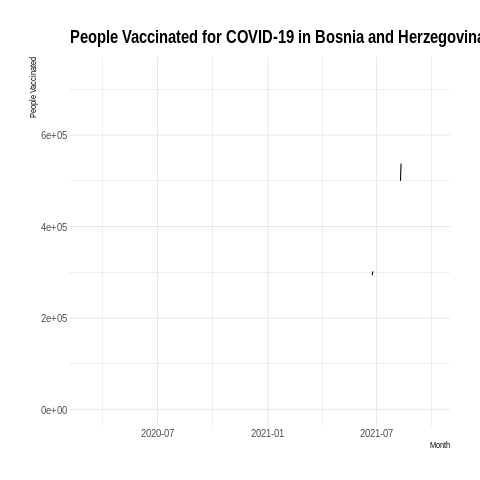 People Vaccinated for COVID-19 in Bosnia and Herzegovina
People Vaccinated
6e+05
4e+05
2e+05
0e+00
2020-07 2021-01 2021-07
Month